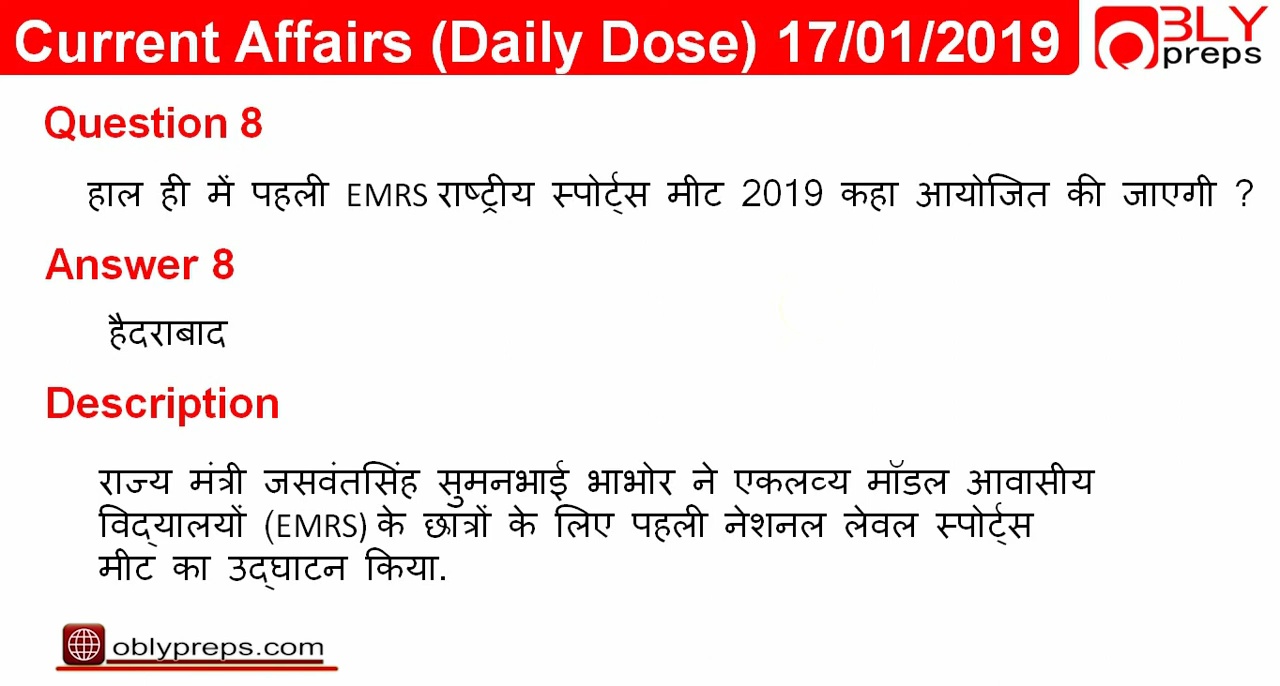 Current Affairs (Daily Dose) 17/01/2019
OBLY
preps
Question 8
हाल ही में पहली EMRS राष्ट्रीय स्पोर्ट्स मीट 2019 कहा आयोजित की जाएगी ?
Answer 8
हैदराबाद
Description
राज्य मंत्री जसवंतसिंह सुमनभाई भाभोर ने एकलव्य मॉडल आवासीय
विद्यालयों (EMRS) के छात्रों के लिए पहली नेशनल लेवल स्पोर्ट्स
मीट का उद्घाटन किया.
oblypreps.com